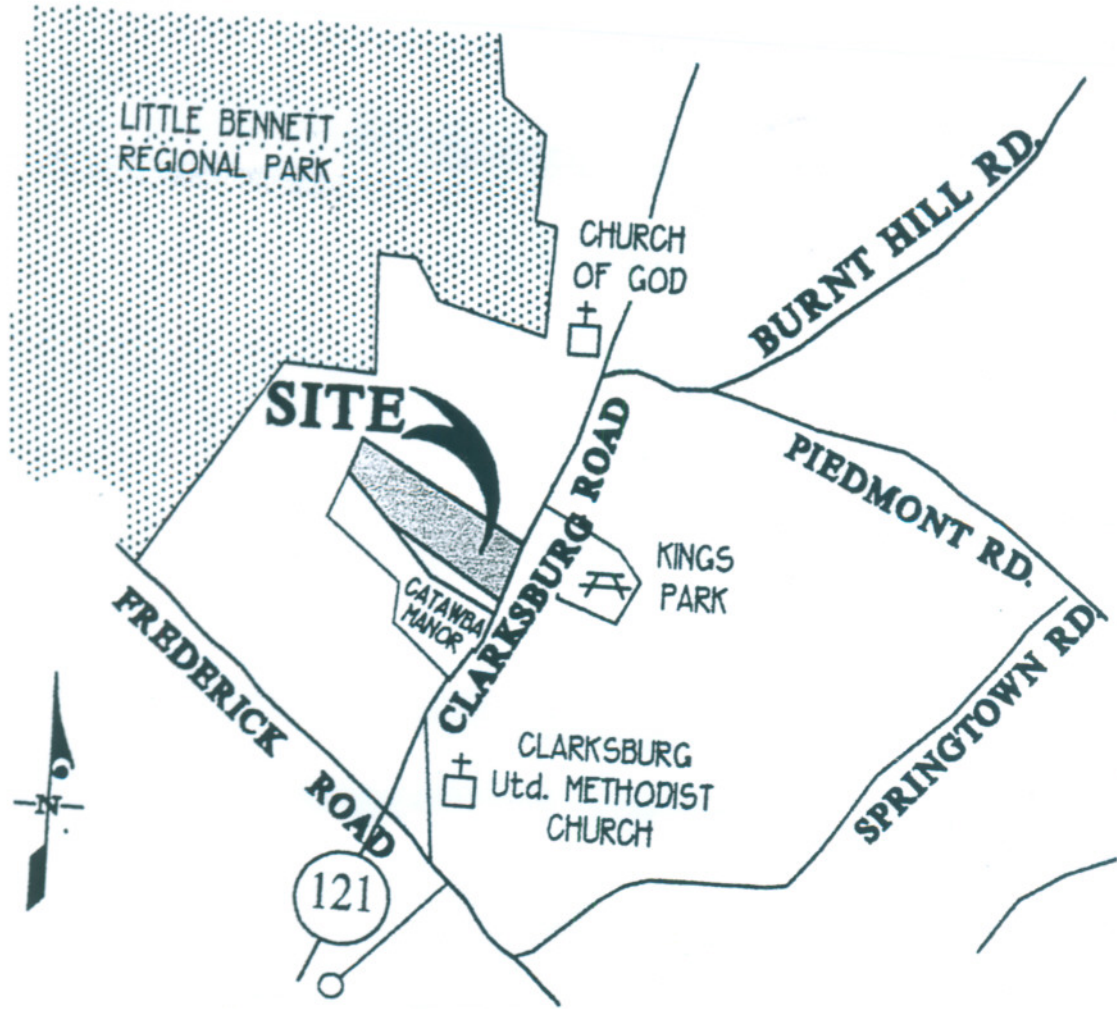 LITTLE BENNETT
REGIONAL PARK
CHURCH
OF GOD
BURNT HILL RD.
SITE
CLARKSBURG ROAD
PIEDMONT RD.
KINGS
PARK
CATAWBA
MANOR
FREDERICK ROAD
SPRINGTOWN RD.
CLARKSBURG
Utd. METHODIST
CHURCH
N
121